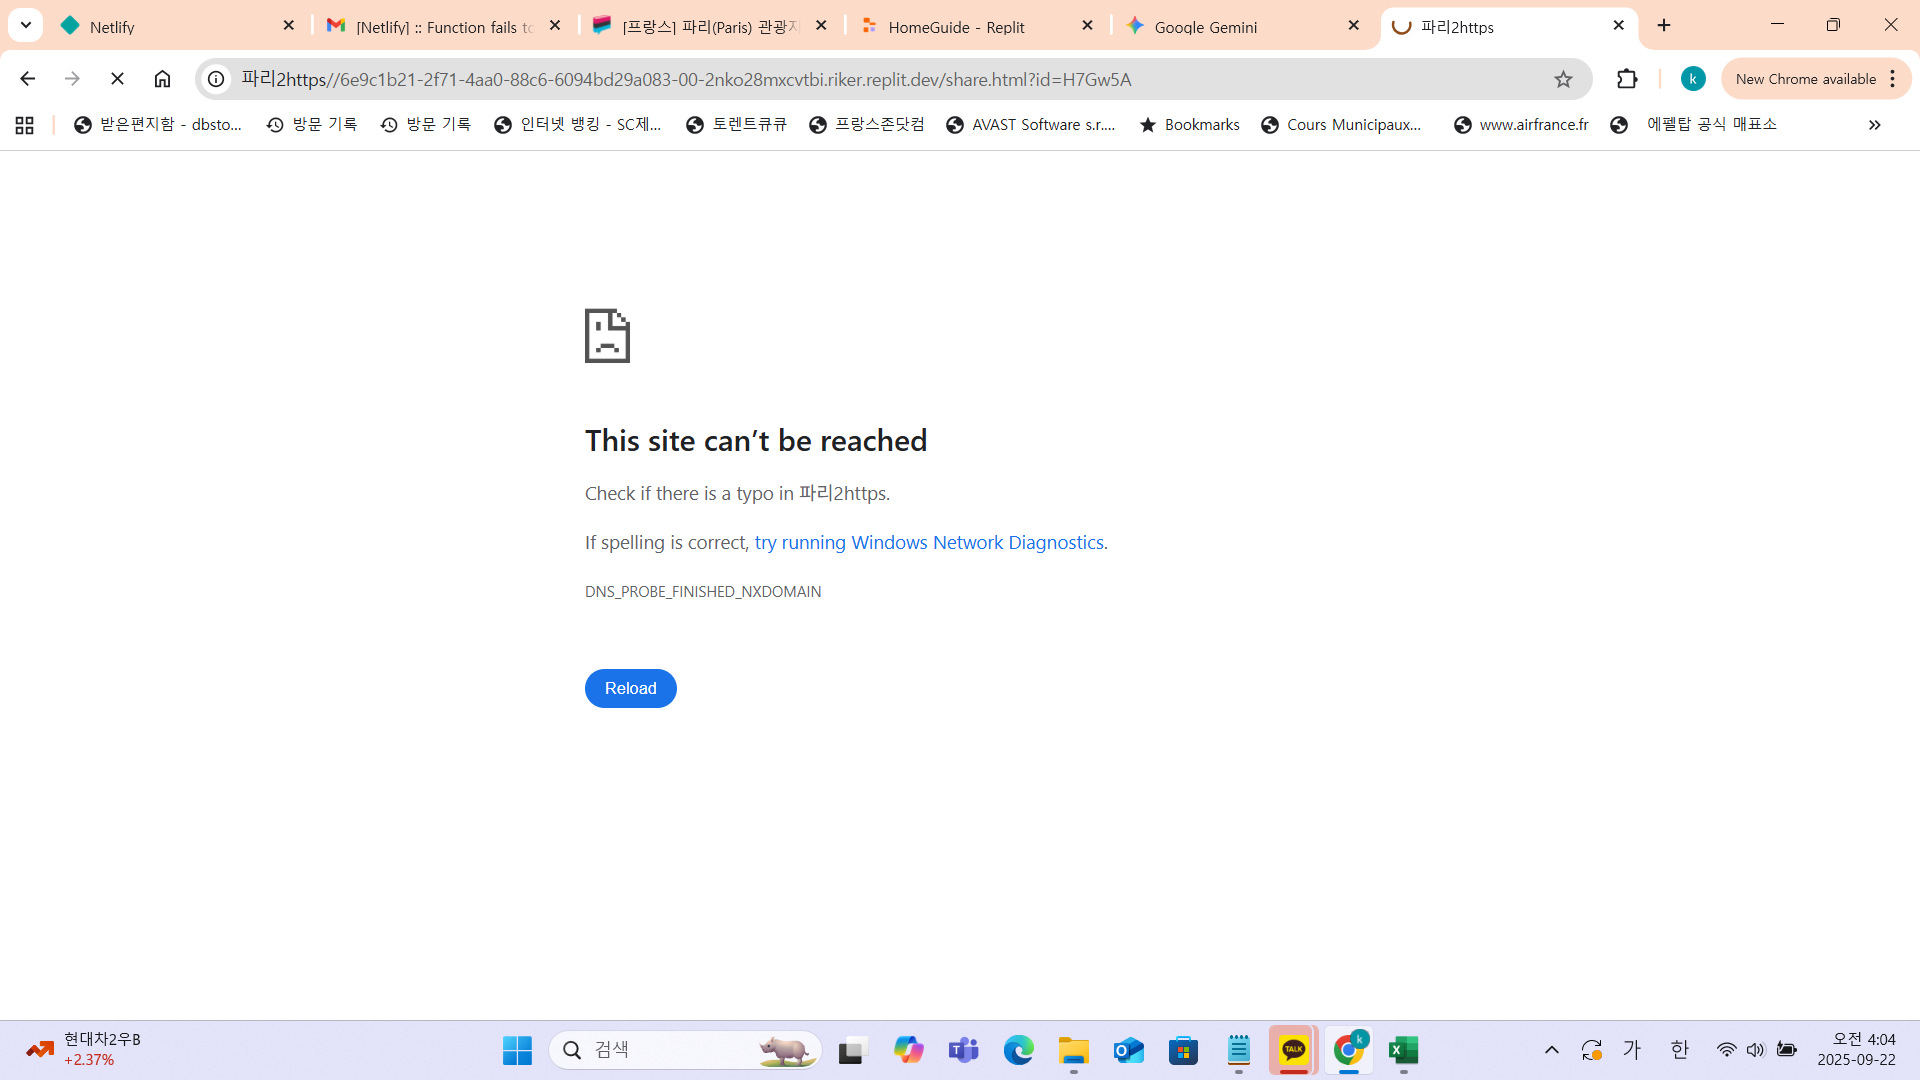 Netlify
[Netlify] :: Function fails to
[프랑스] 파리(Paris) 관광지
HomeGuide - Replit
Google Gemini
파리2https
파리2https//6e9c1b21-2f71-4aa0-88c6-6094bd29a083-00-2nko28mxcvtbi.riker.replit.dev/share.html?id=H7Gw5A
k
New Chrome available
받은편지함 - dbsto...
방문 기록
방문 기록
인터넷 뱅킹 - SC제...
토렌트큐큐
프랑스존닷컴
AVAST Software s.r....
Bookmarks
Cours Municipaux...
www.airfrance.fr
에펠탑 공식 매표소
This site can't be reached
Check if there is a typo in 파리2https.
If spelling is correct, try running Windows Network Diagnostics.
DNS_PROBE_FINISHED_NXDOMAIN
Reload
현대차2우B
+2.37%
검색
TALK
k
가
한
오전 4:04
2025-09-22